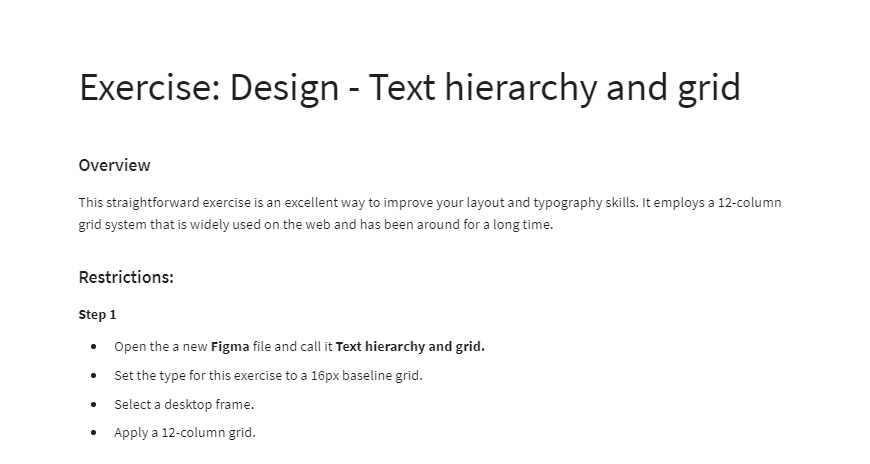 Exercise: Design - Text hierarchy and grid
Overview
This straightforward exercise is an excellent way to improve your layout and typography skills. It employs a 12-column
grid system that is widely used on the web and has been around for a long time.
Restrictions:
Step 1
• Open the a new Figma file and call it Text hierarchy and grid.
• Set the type for this exercise to a 16px baseline grid.
• Select a desktop frame.
• Apply a 12-column grid.